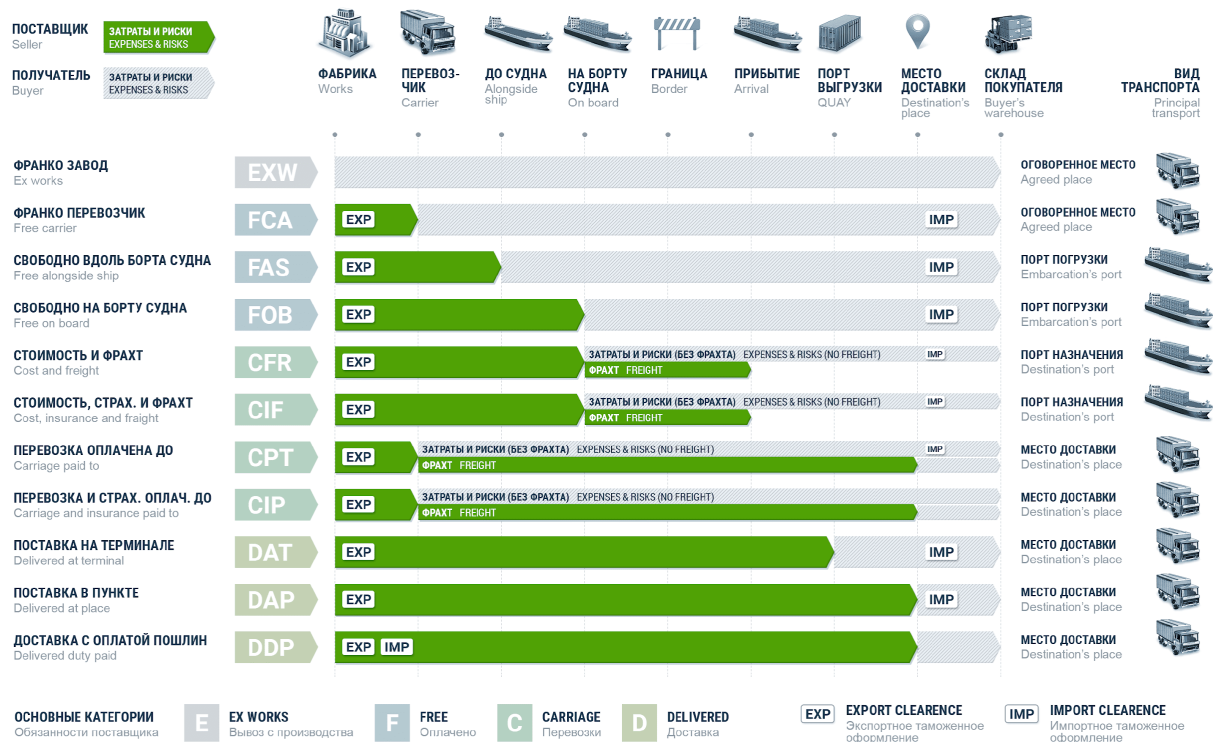 ПОСТАВЩИК
Seller
ЗАТРАТЫ И РИСКИ
EXPENSES & RISKS
ПОЛУЧАТЕЛЬ
Buyer
ЗАТРАТЫ И РИСКИ
EXPENSES & RISKS
ФАБРИКА
Works
ПЕРЕВОЗ-
ЧИК
Carrier
ДО СУДНА
Alongside
ship
НА БОРТУ
СУДНА
On board
ГРАНИЦА
Border
ПРИБЫТИЕ
Arrival
ПОРТ
ВЫГРУЗКИ
QUAY
МЕСТО
ДОСТАВКИ
Destination's
place
СКЛАД
ПОКУПАТЕЛЯ
Buyer's
warehouse
ВИД
ТРАНСПОРТА
Principal
transport
ФРАНКО ЗАВОД
Ex works
EXW
ОГОВОРЕННОЕ МЕСТО
Agreed place
ФРАНКО ПЕРЕВОЗЧИК
Free carrier
FCA
EXP
IMP
ОГОВОРЕННОЕ МЕСТО
Agreed place
СВОБОДНО ВДОЛЬ БОРТА СУДНА
Free alongside ship
FAS
EXP
IMP
ПОРТ ПОГРУЗКИ
Embarcation's port
СВОБОДНО НА БОРТУ СУДНА
Free on board
FOB
EXP
IMP
ПОРТ ПОГРУЗКИ
Embarcation's port
СТОИМОСТЬ И ФРАХТ
Cost and freight
CFR
EXP
ЗАТРАТЫ И РИСКИ (БЕЗ ФРАХТА) EXPENSES & RISKS (NO FREIGHT)
IMP
ФРАХТ FREIGHT
ПОРТ НАЗНАЧЕНИЯ
Destination's port
СТОИМОСТЬ, СТРАХ. И ФРАХТ
Cost, insurance and freight
CIF
EXP
ЗАТРАТЫ И РИСКИ (БЕЗ ФРАХТА) EXPENSES & RISKS (NO FREIGHT)
IMP
ФРАХТ FREIGHT
ПОРТ НАЗНАЧЕНИЯ
Destination's port
ПЕРЕВОЗКА ОПЛАЧЕНА ДО
Carriage paid to
CPT
EXP
ЗАТРАТЫ И РИСКИ (БЕЗ ФРАХТА) EXPENSES & RISKS (NO FREIGHT)
IMP
ФРАХТ FREIGHT
МЕСТО ДОСТАВКИ
Destination's place
ПЕРЕВОЗКА И СТРАХ. ОПЛАЧ. ДО
Carriage and insurance paid to
CIP
EXP
ЗАТРАТЫ И РИСКИ (БЕЗ ФРАХТА) EXPENSES & RISKS (NO FREIGHT)
ФРАХТ FREIGHT
МЕСТО ДОСТАВКИ
Destination's place
ПОСТАВКА НА ТЕРМИНАЛЕ
Delivered at terminal
DAT
EXP
IMP
МЕСТО ДОСТАВКИ
Destination's place
ПОСТАВКА В ПУНКТЕ
Delivered at place
DAP
EXP
IMP
МЕСТО ДОСТАВКИ
Destination's place
ДОСТАВКА С ОПЛАТОЙ ПОШЛИН
Delivered duty paid
DDP
EXP
IMP
МЕСТО ДОСТАВКИ
Destination's place
ОСНОВНЫЕ КАТЕГОРИИ
Обязанности поставщика
E
EX WORKS
Вывоз с производства
F
FREE
Оплачено
C
CARRIAGE
Перевозки
D
DELIVERED
Доставка
EXP
EXPORT CLEARENCE
Экспортное таможенное
оформление
IMP
IMPORT CLEARENCE
Импортное таможенное
оформление